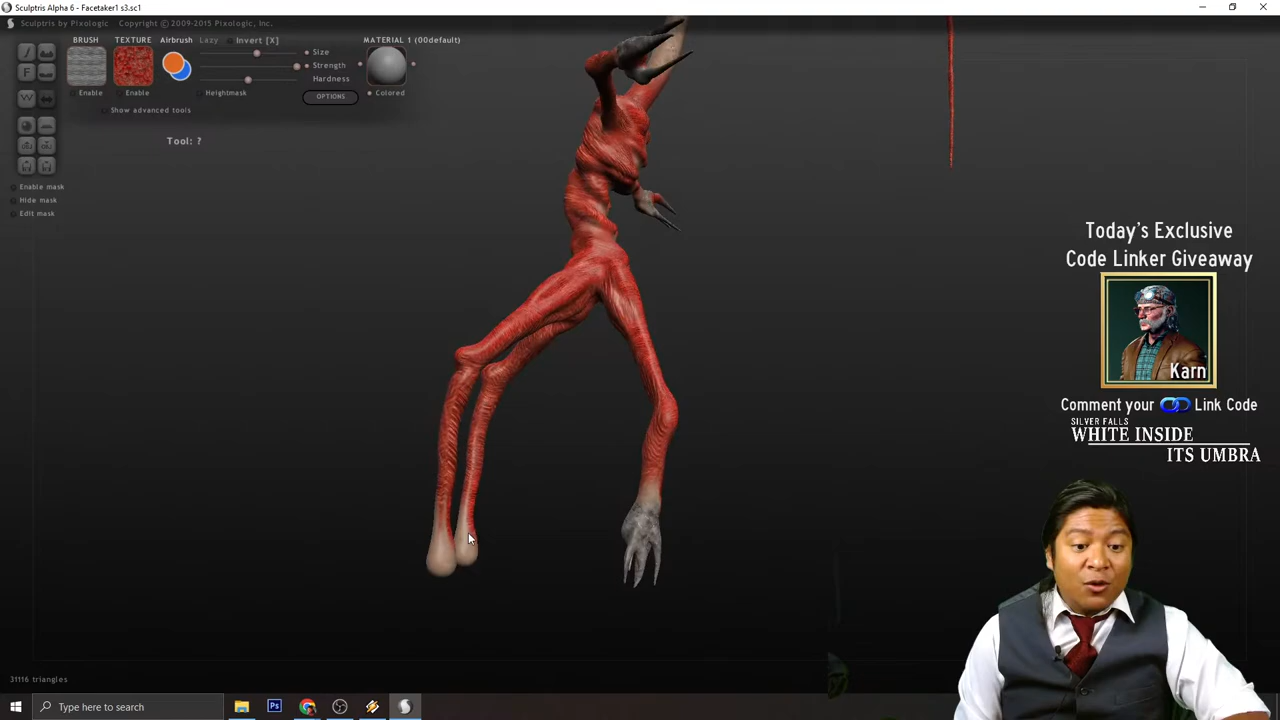 Sculptris Alpha 6 - Facetaker1 s3.sc1
Sculptris by Pixologic Copyright © 2009-2015 Pixologic, Inc.
BRUSH TEXTURE Airbrush Lazy Invert [X] MATERIAL 1 (00default)
Size
Strength
Hardness
Enable Enable Heightmask OPTIONS Colored
Show advanced tools
Tool: ?
Enable mask
Hide mask
Edit mask
Today's Exclusive
Code Linker Giveaway
Karn
Comment your Link Code
SILVER FALLS
WHITE INSIDE
ITS UMBRA
31116 triangles
Type here to search